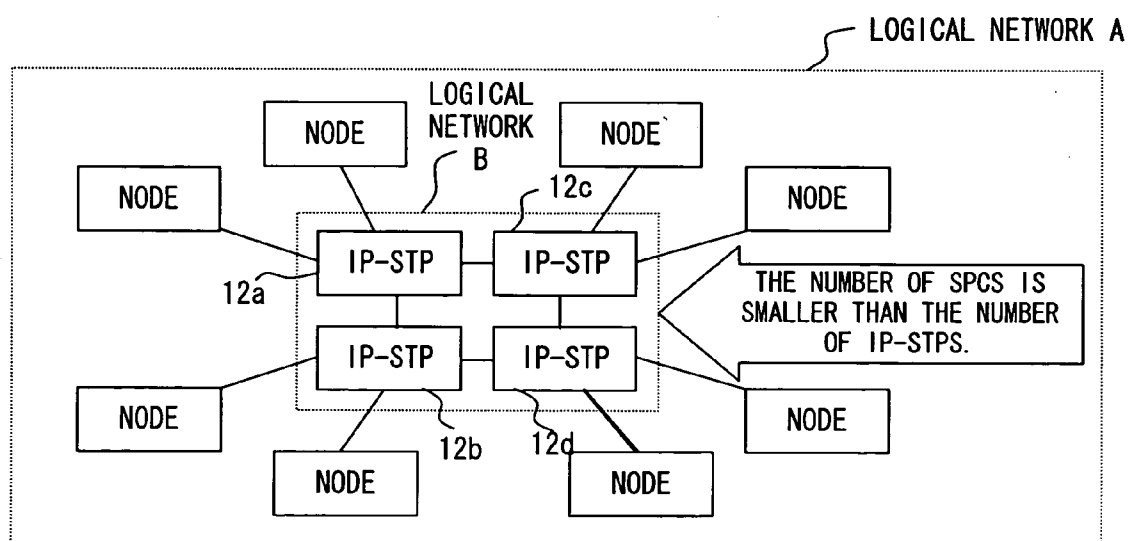 LOGICAL NETWORK A
LOGICAL
NETWORK
B
NODE
NODE
NODE
12c
NODE
IP-STP
IP-STP
12a
THE NUMBER OF SPCS IS
SMALLER THAN THE NUMBER
OF IP-STPS.
IP-STP
IP-STP
NODE
NODE
12b
12d
NODE
NODE